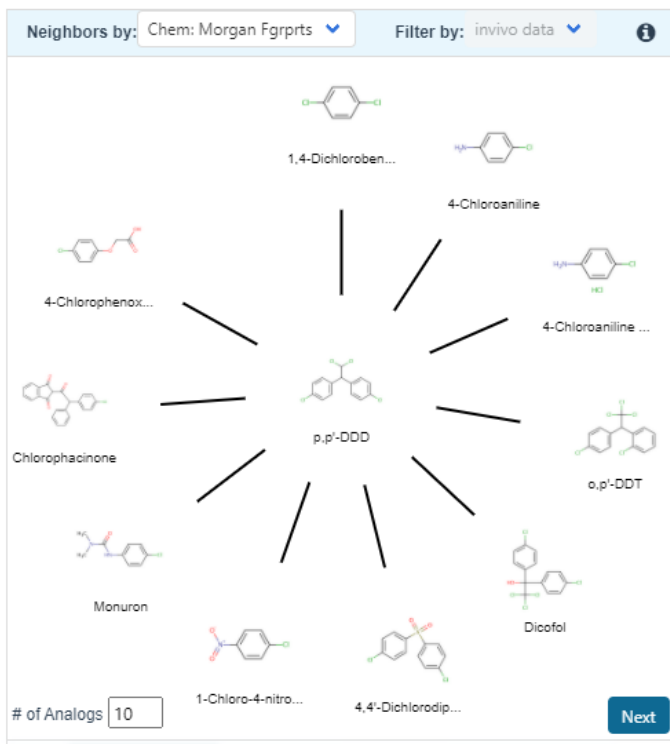 Neighbors by: Chem: Morgan Fgrprts Filter by: invivo data
1,4-Dichloroben...
4-Chloroaniline
4-Chloroaniline ...
4-Chlorophenox...
p,p'-DDD
Chlorophacinone
o,p'-DDT
Monuron
Dicofol
1-Chloro-4-nitro...
4,4'-Dichlorodip...
# of Analogs 10
Next